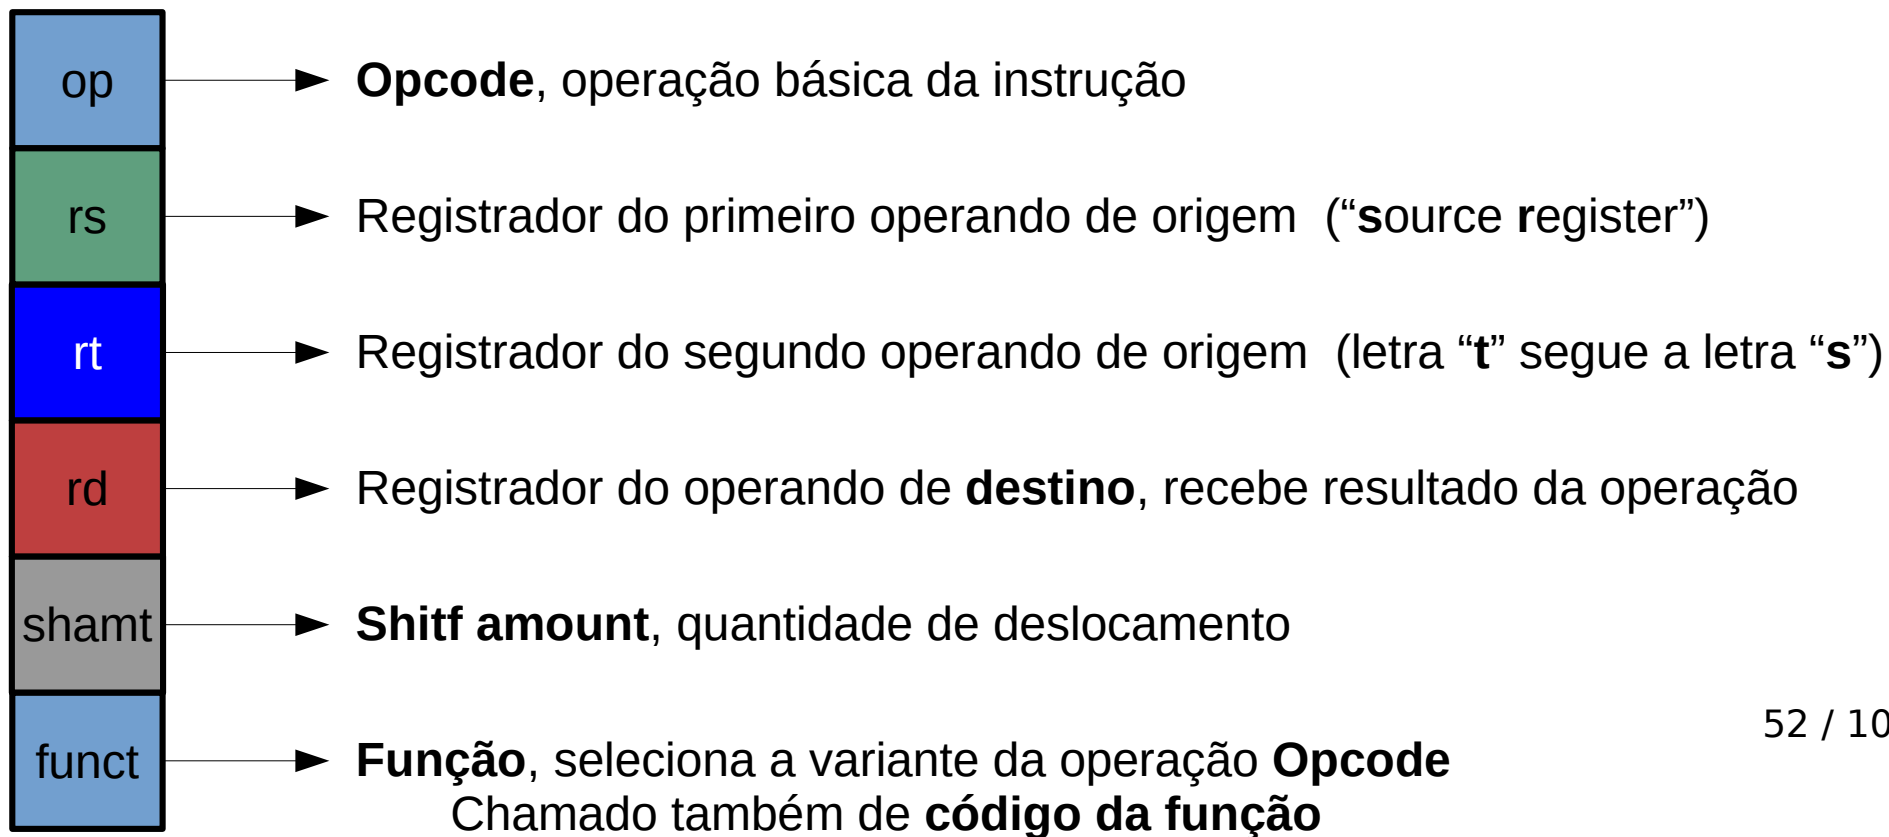 op Opcode, operação básica da instrução
rs Registrador do primeiro operando de origem (“source register”)
rt Registrador do segundo operando de origem (letra “t” segue a letra “s”)
rd Registrador do operando de destino, recebe resultado da operação
shamt Shitf amount, quantidade de deslocamento
52 / 10
funct Função, seleciona a variante da operação Opcode
Chamado também de código da função